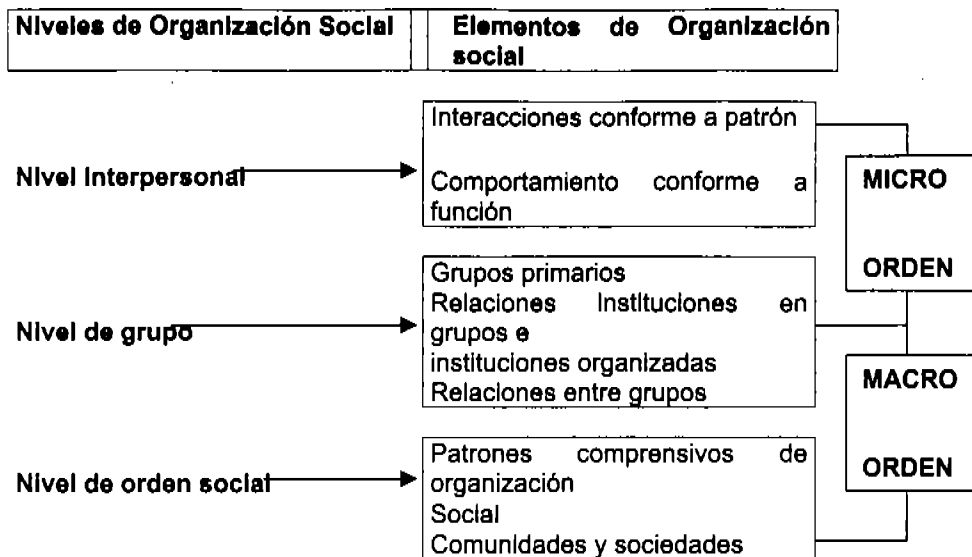 Niveles de Organización Social
Elementos de Organización
social
Nivel Interpersonal
Interacciones conforme a patrón
Comportamiento conforme a
función
MICRO
ORDEN
Nivel de grupo
Grupos primarios
Relaciones Instituciones en
grupos e
instituciones organizadas
Relaciones entre grupos
MACRO
ORDEN
Nivel de orden social
Patrones comprensivos de
organización
Social
Comunidades y sociedades